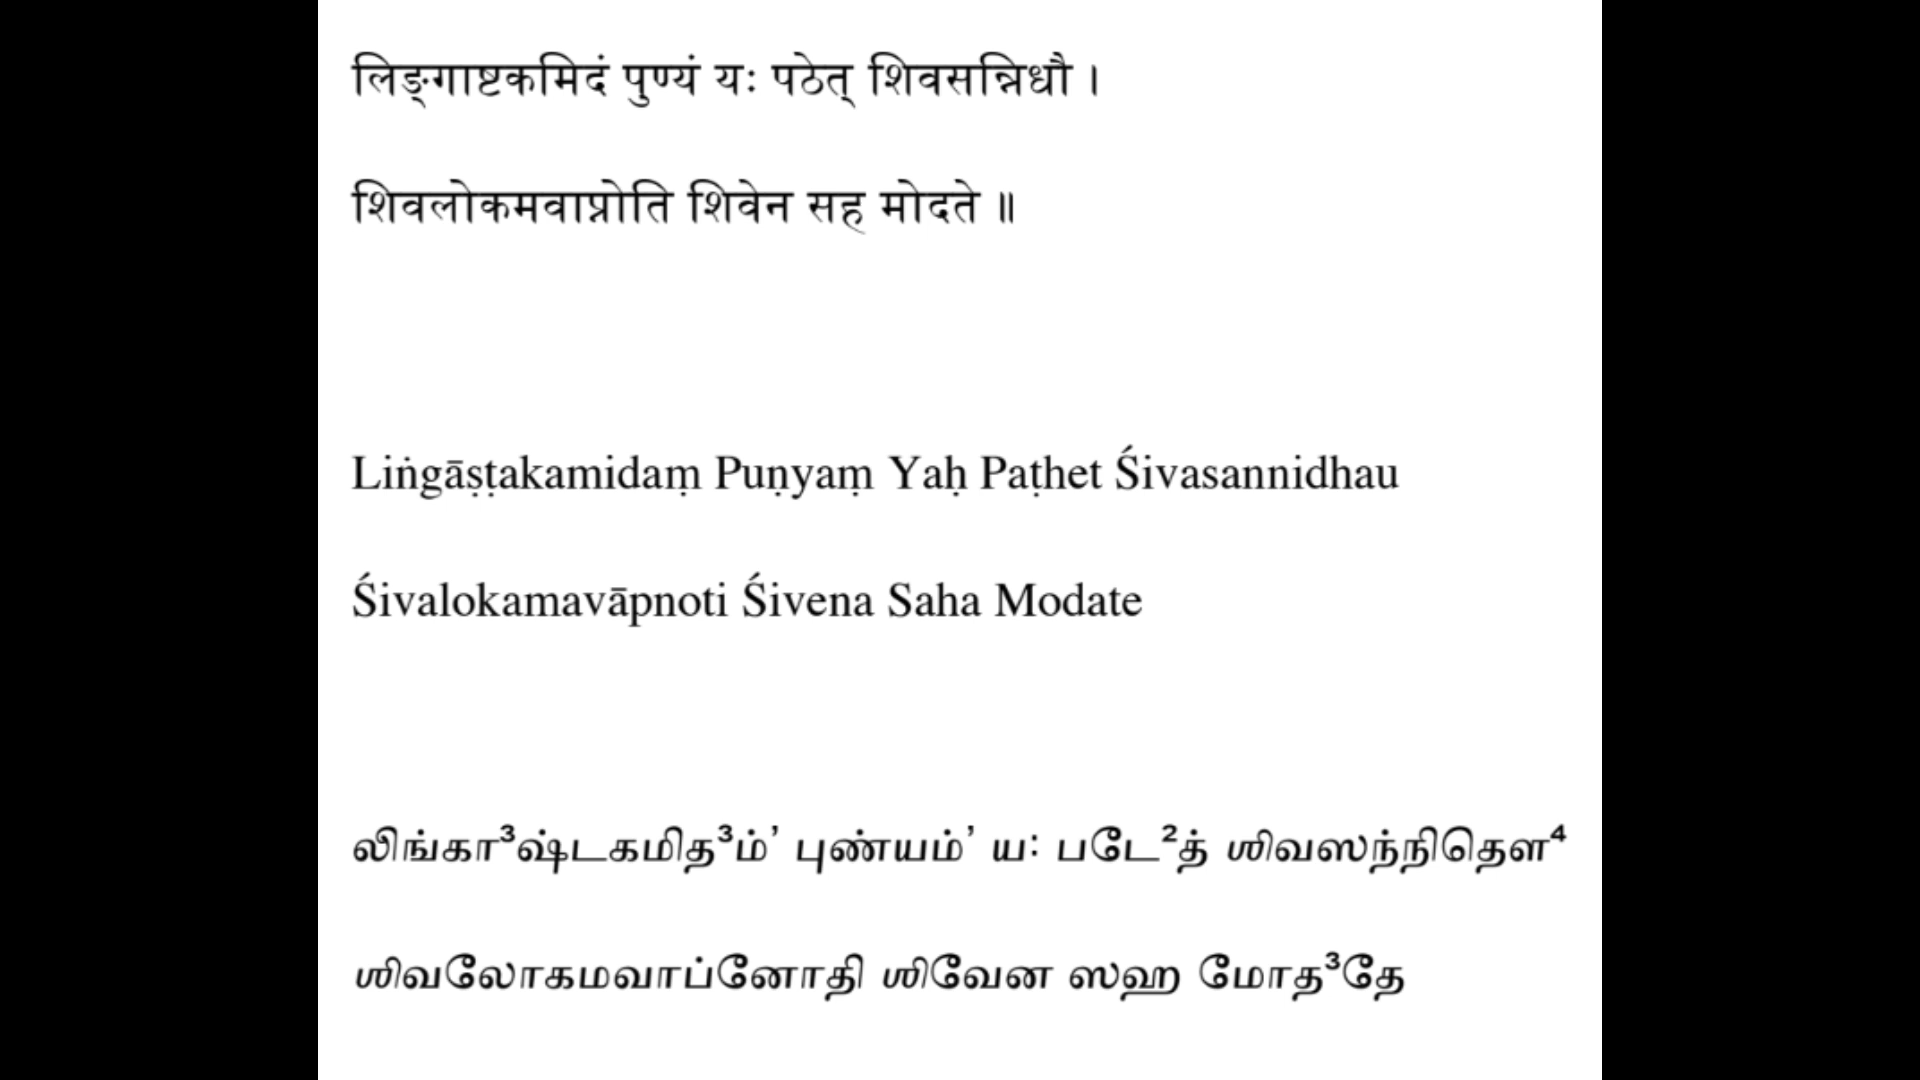 लिङ्गाष्टकमिदं पुण्यं यः पठेत् शिवसन्निधौ ।
शिवलोकमवाप्नोति शिवेन सह मोदते ॥
Liṅgāṣṭakamidaṃ Puṇyaṃ Yaḥ Paṭhet Śivasannidhau
Śivalokamavāpnoti Śivena Saha Modate
லிங்கா³ஷ்டகமித³ம்ʼ புண்யம்ʼ ய꞉ படே²த் ஶிவஸந்நிதௌ⁴
ஶிவலோகமவாப்னோதி ஶிவேன ஸஹ மோத³தே